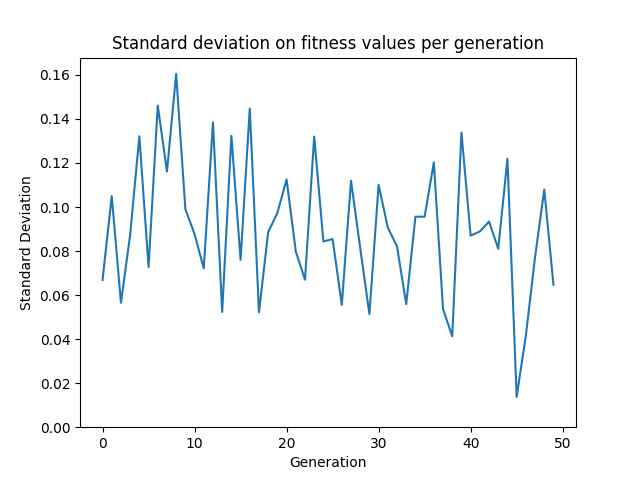 Standard deviation on fitness values per generation
0.16
0.14
0.12
0.10
0.08
0.06
0.04
0.02
0.00
Standard Deviation
0 10 20 30 40 50
Generation